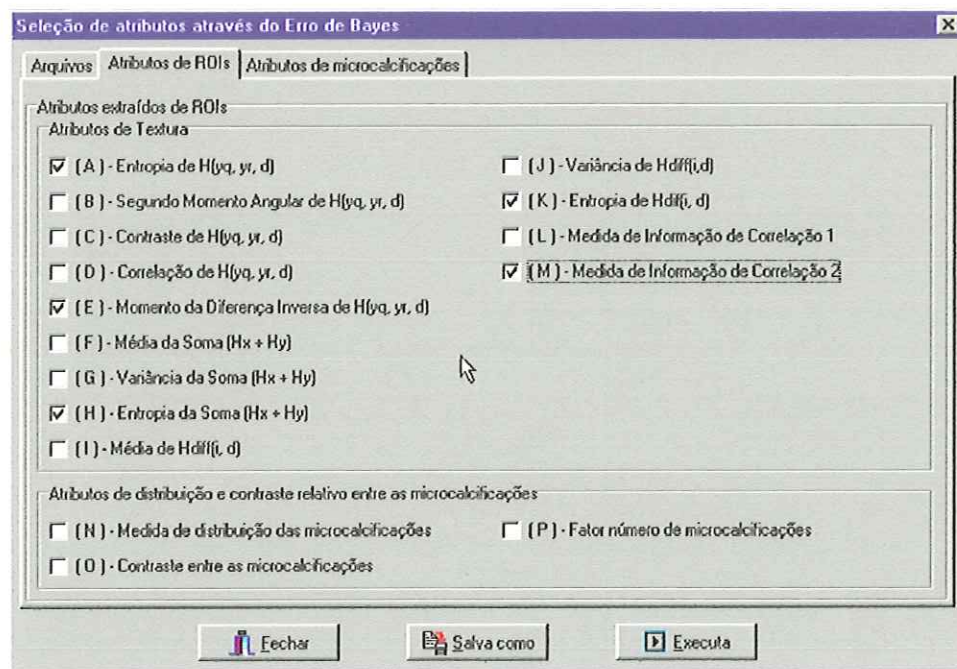 Seleção de atributos através do Erro de Bayes
Arquivos
Atributos de ROIs
Atributos de microcalcificações
Atributos extraídos de ROIs
Atributos de Textura
( A ) - Entropia de H(yq, yr, d)
( B ) - Segundo Momento Angular de H(yq, yr, d)
( C ) - Contraste de H(yq, yr, d)
( D ) - Correlação de H(yq, yr, d)
( E ) - Momento da Diferença Inversa de H(yq, yr, d)
( F ) - Média da Soma (Hx + Hy)
( G ) - Variância da Soma (Hx + Hy)
( H ) - Entropia da Soma (Hx + Hy)
( I ) - Média de Hdiff(i, d)
( J ) - Variância de Hdiff(i,d)
( K ) - Entropia de Hdif(i, d)
( L ) - Medida de Informação de Correlação 1
( M ) - Medida de Informação de Correlação 2
Atributos de distribuição e contraste relativo entre as microcalcificações
( N ) - Medida de distribuição das microcalcificações
( O ) - Contraste entre as microcalcificações
( P ) - Fator número de microcalcificações
Fechar
Salva como
Executa